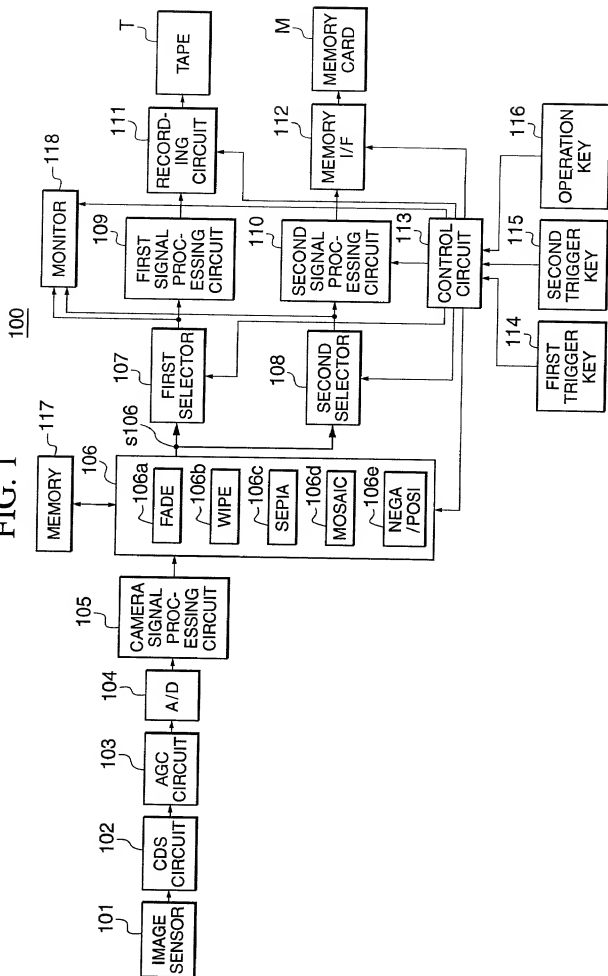 FIG. 1
100
101
IMAGE
SENSOR
102
CDS
CIRCUIT
103
AGC
CIRCUIT
104
A/D
105
CAMERA
SIGNAL
PROC-
ESSING
CIRCUIT
117
MEMORY
106
106a
FADE
106b
WIPE
106c
SEPIA
106d
MOSAIC
106e
NEGA
/POSI
s106
107
FIRST
SELECTOR
108
SECOND
SELECTOR
118
MONITOR
109
FIRST
SIGNAL
PROC-
ESSING
CIRCUIT
110
SECOND
SIGNAL
PROC-
ESSING
CIRCUIT
113
CONTROL
CIRCUIT
111
RECORD-
ING
CIRCUIT
T
TAPE
112
MEMORY
I/F
M
MEMORY
CARD
114
FIRST
TRIGGER
KEY
115
SECOND
TRIGGER
KEY
116
OPERATION
KEY